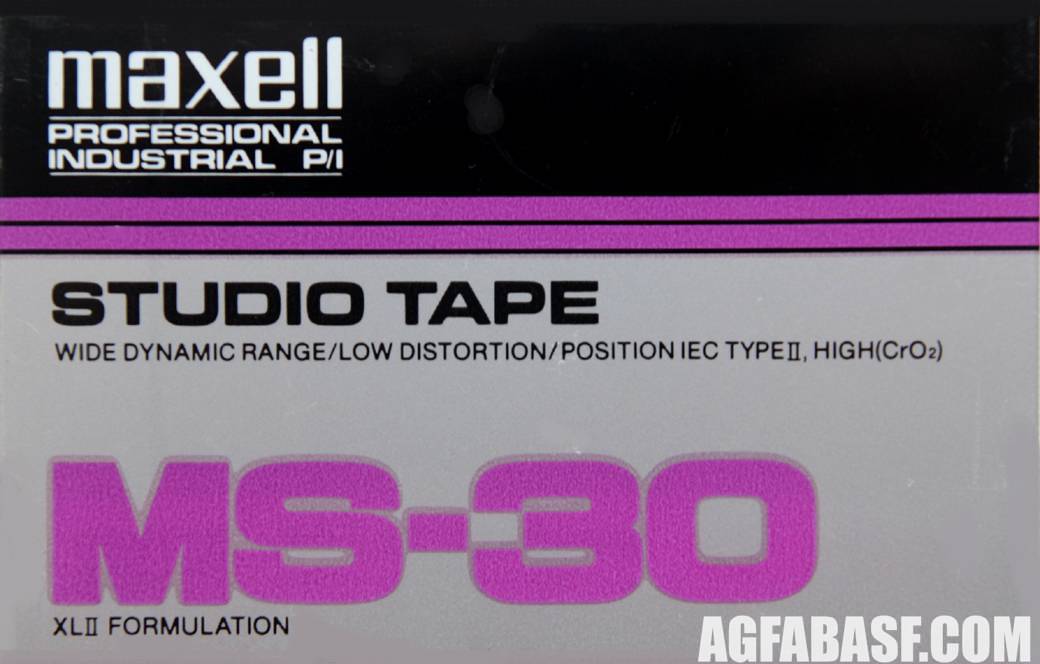 maxell
PROFESSIONAL
INDUSTRIAL P/I
STUDIO TAPE
WIDE DYNAMIC RANGE/LOW DISTORTION/POSITION IEC TYPEⅡ, HIGH(CrO₂)
MS-30
XLⅡ FORMULATION
AGFABASF.COM